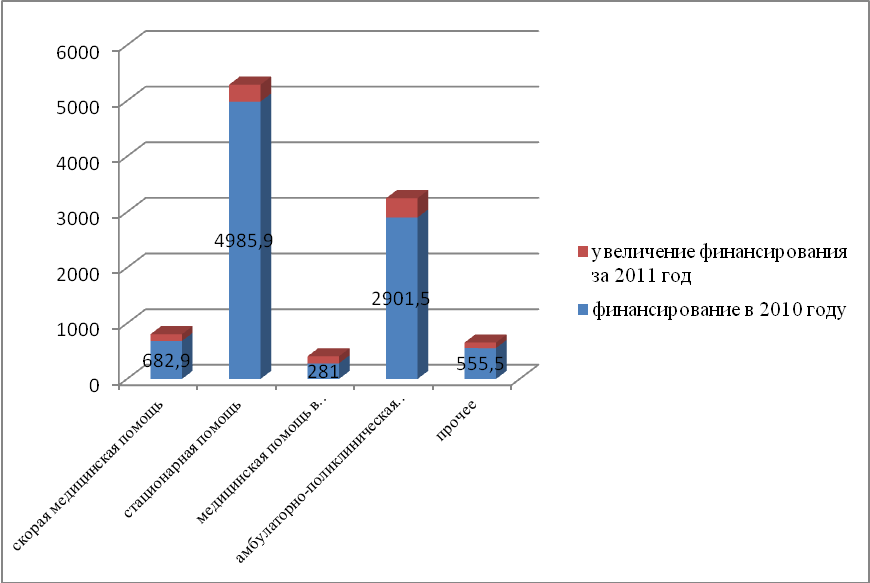 6000
5000
4000
3000
2000
1000
0
682,9
4985,9
281
2901,5
555,5
скорая медицинская помощь
стационарная помощь
медицинская помощь в..
амбулаторно-поликлиническая..
прочее
увеличение финансирования
за 2011 год
финансирование в 2010 году